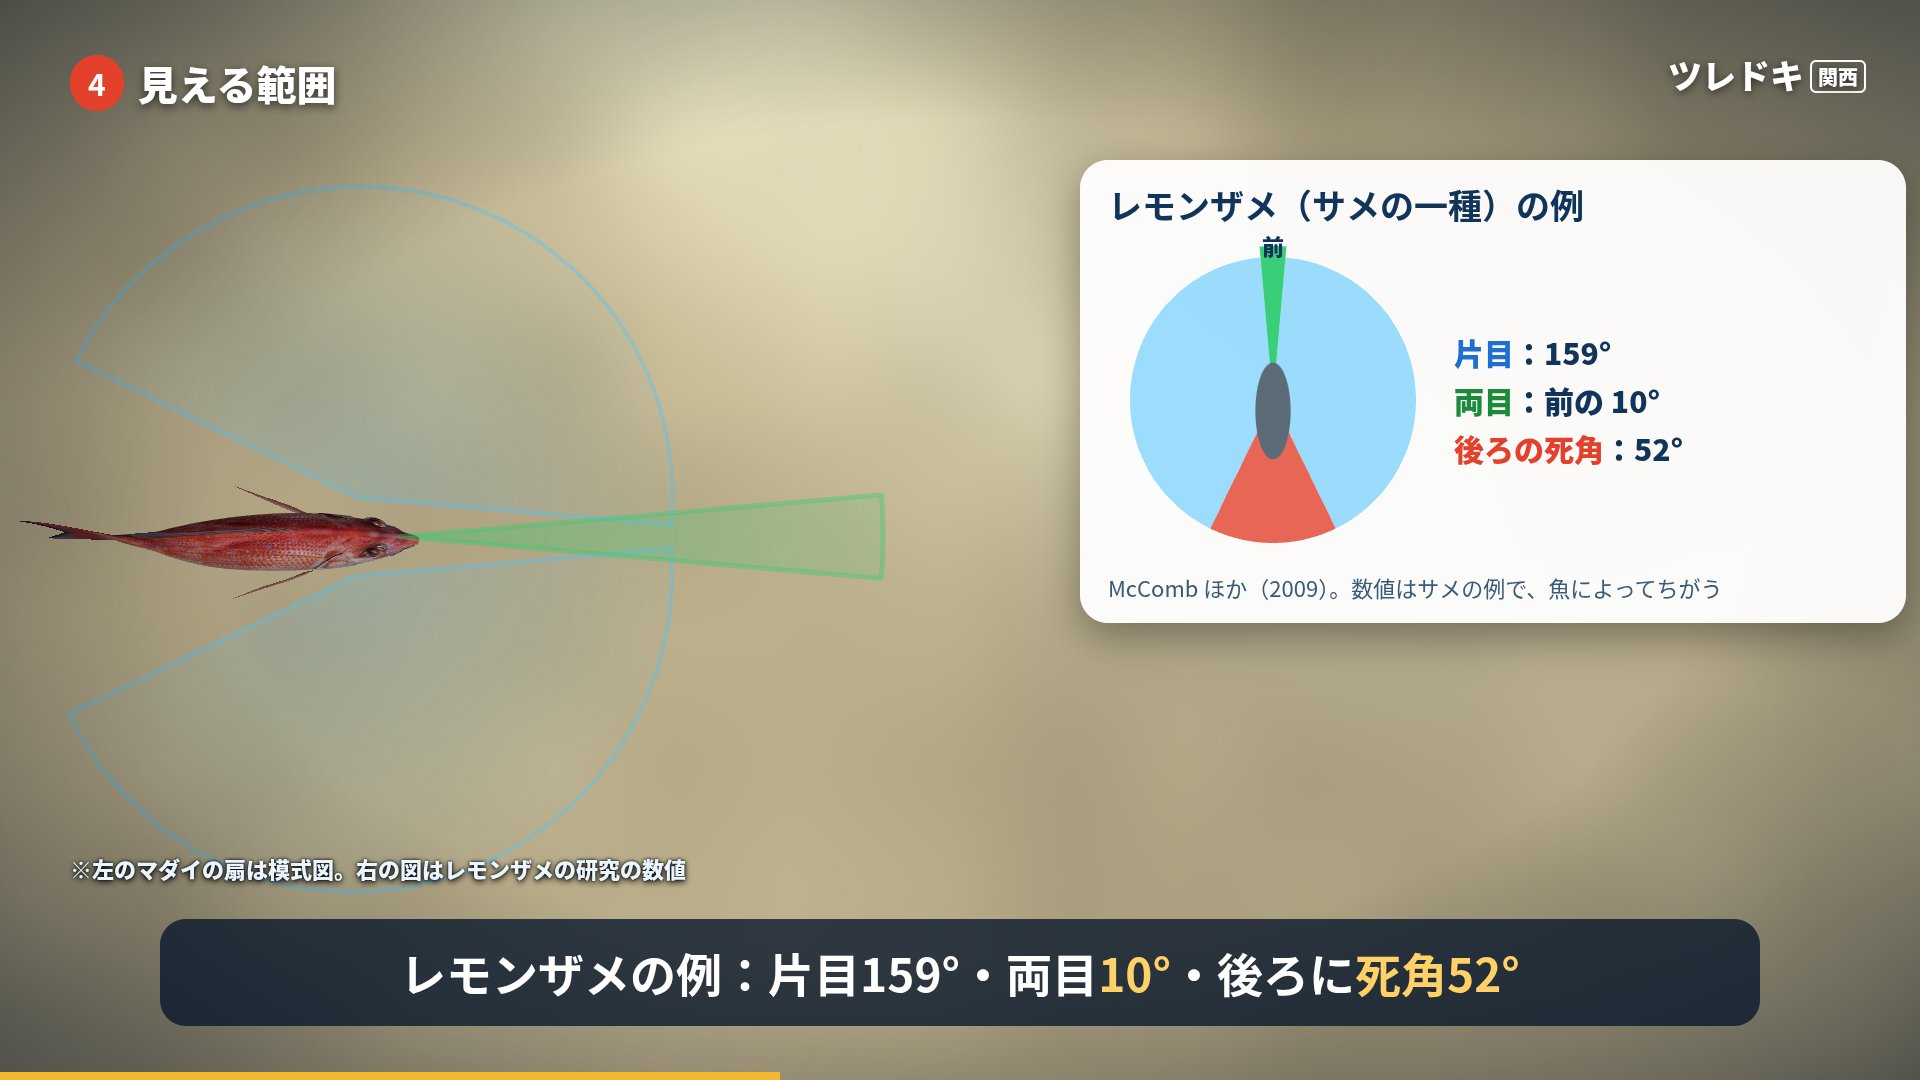 4 見える範囲
ツレドキ 関西
レモンザメ（サメの一種）の例
前
片目：159°
両目：前の 10°
後ろの死角：52°
McComb ほか（2009）。数値はサメの例で、魚によってちがう
※左のマダイの扇は模式図。右の図はレモンザメの研究の数値
レモンザメの例：片目159°・両目10°・後ろに死角52°